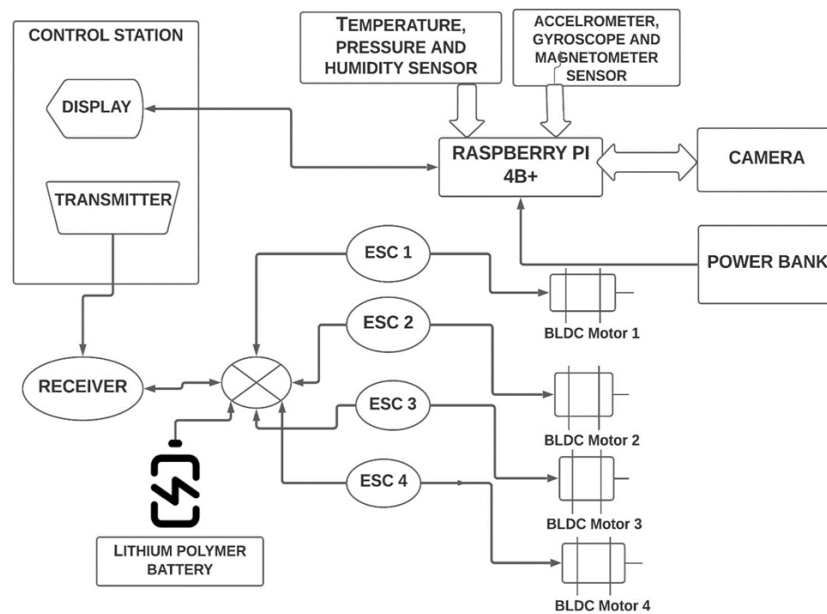 CONTROL STATION
DISPLAY
TRANSMITTER
TEMPERATURE,
PRESSURE AND
HUMIDITY SENSOR
ACCELROMETER,
GYROSCOPE AND
MAGNETOMETER
SENSOR
RASPBERRY PI
4B+
CAMERA
POWER BANK
ESC 1
BLDC Motor 1
ESC 2
BLDC Motor 2
RECEIVER
ESC 3
BLDC Motor 3
ESC 4
BLDC Motor 4
LITHIUM POLYMER
BATTERY